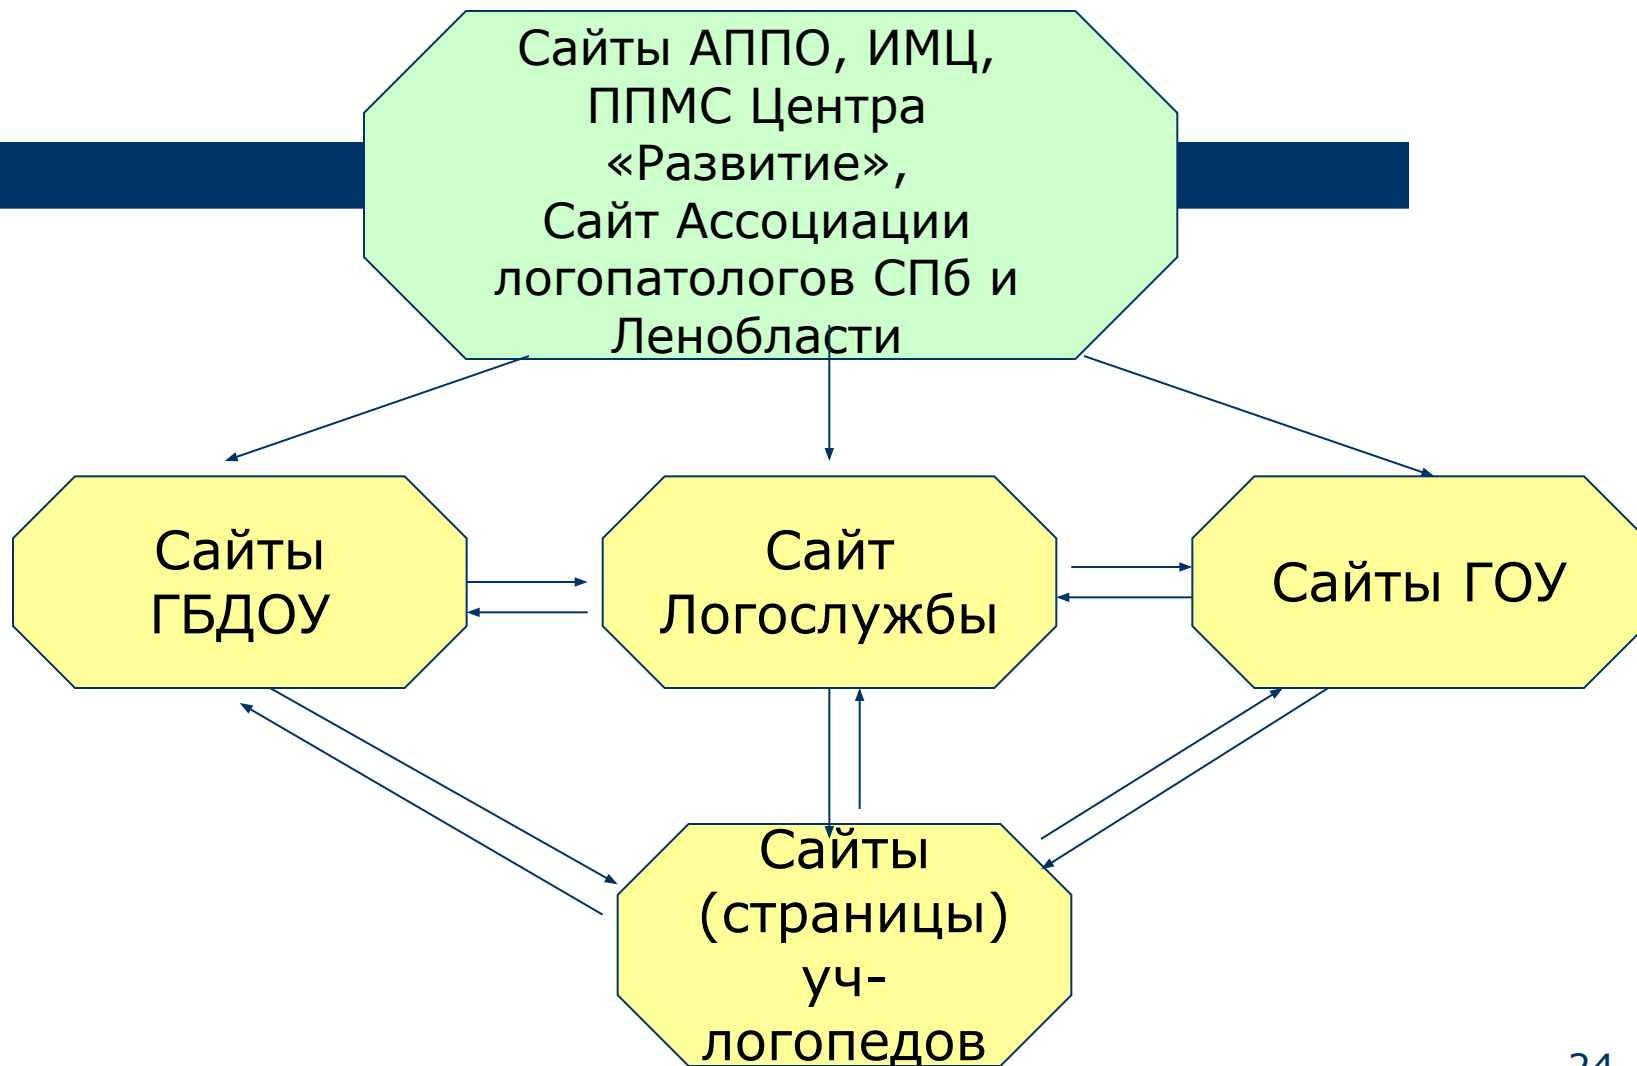 Сайты АППО, ИМЦ,
ППМС Центра
«Развитие»,
Сайт Ассоциации
логопатологов СПб и
Ленобласти
Сайты
ГБДОУ
Сайт
Логослужбы
Сайты ГОУ
Сайты
(страницы)
уч-
логопедов
24